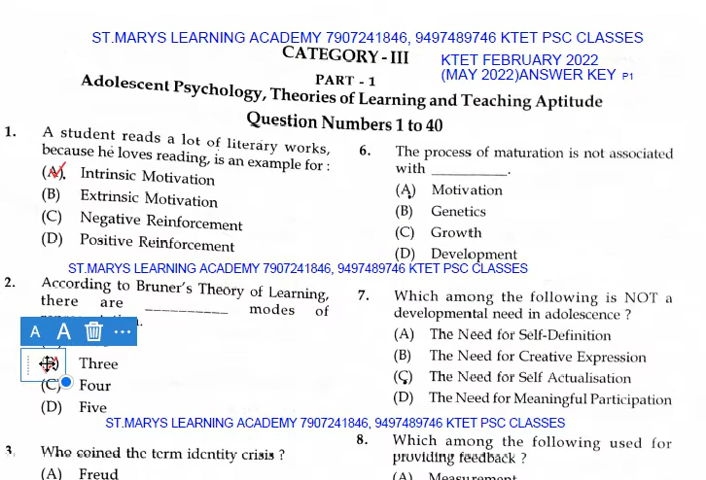 ST.MARYS LEARNING ACADEMY 7907241846, 9497489746 KTET PSC CLASSES
CATEGORY - III
KTET FEBRUARY 2022
(MAY 2022)ANSWER KEY P1
PART - 1
Adolescent Psychology, Theories of Learning and Teaching Aptitude
Question Numbers 1 to 40
1. A student reads a lot of literary works,
because he loves reading, is an example for :
(A) Intrinsic Motivation
(B) Extrinsic Motivation
(C) Negative Reinforcement
(D) Positive Reinforcement
ST.MARYS LEARNING ACADEMY 7907241846, 9497489746 KTET PSC CLASSES
2. According to Bruner's Theory of Learning,
there are __________ modes of
A A ...
Three
(C) Four
(D) Five
ST.MARYS LEARNING ACADEMY 7907241846, 9497489746 KTET PSC CLASSES
3. Who coined the term identity crisis ?
(A) Freud
6. The process of maturation is not associated
with __________.
(A) Motivation
(B) Genetics
(C) Growth
(D) Development
7. Which among the following is NOT a
developmental need in adolescence ?
(A) The Need for Self-Definition
(B) The Need for Creative Expression
(C) The Need for Self Actualisation
(D) The Need for Meaningful Participation
8. Which among the following used for
providing feedback ?
(A) Measurement